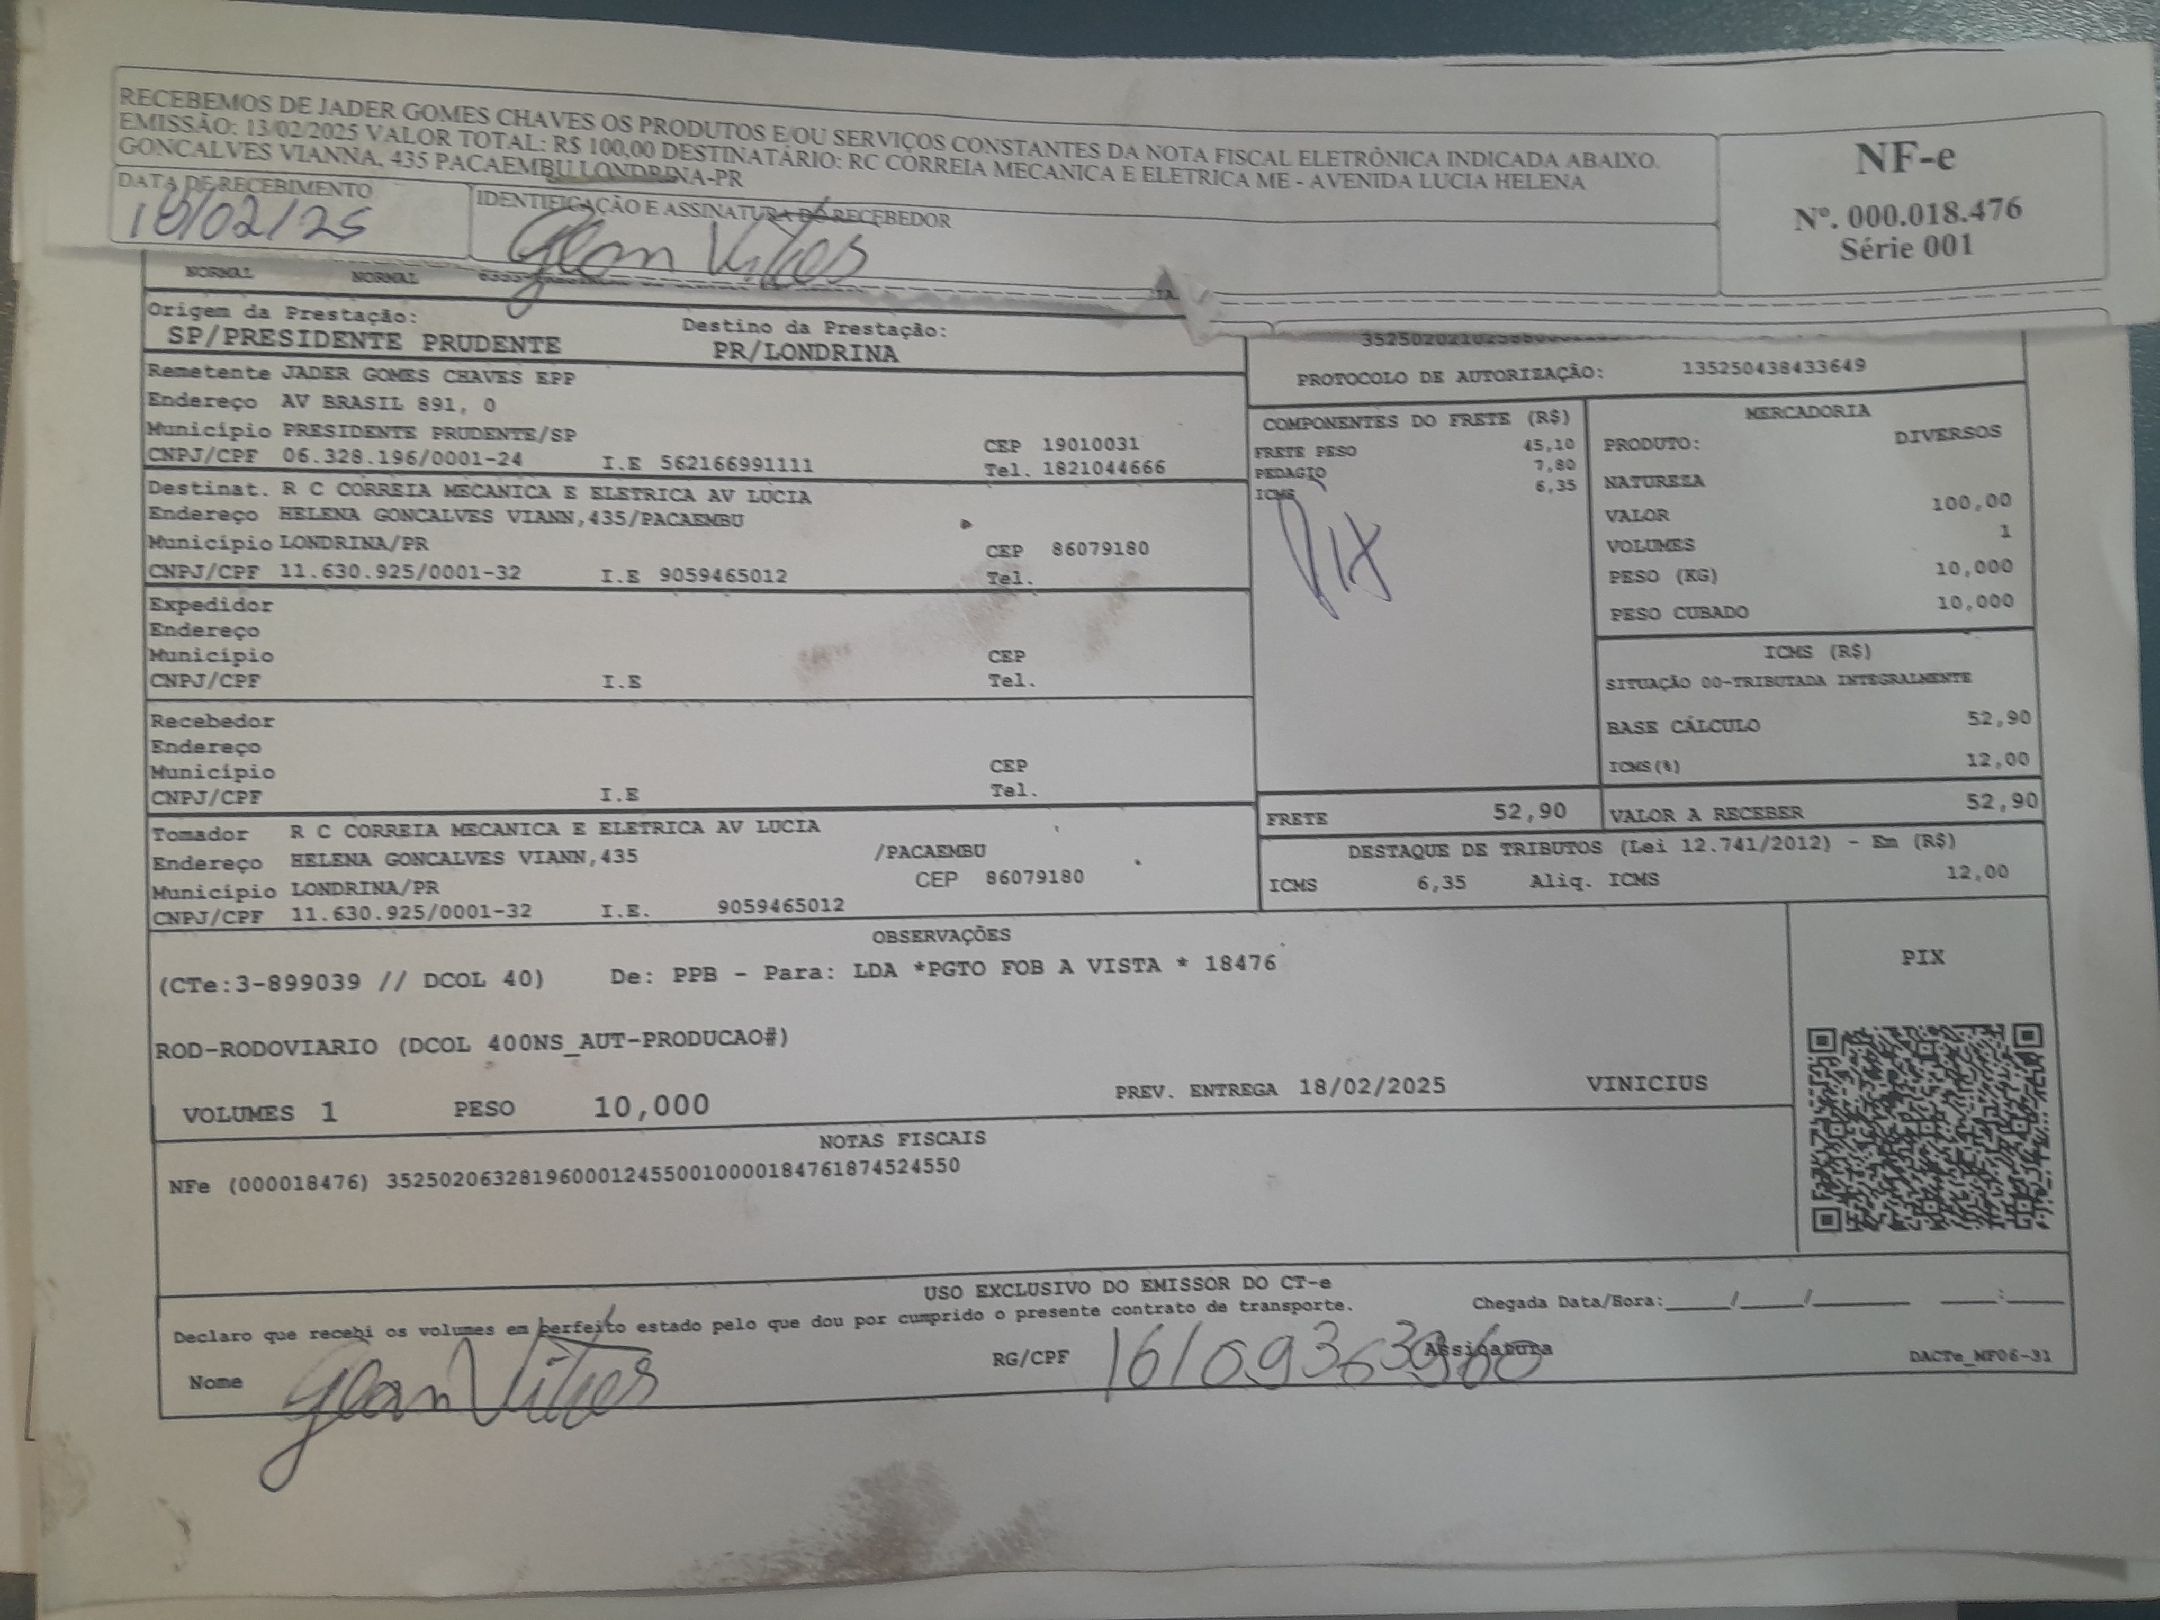 RECEBEMOS DE JADER GOMES CHAVES OS PRODUTOS E/OU SERVIÇOS CONSTANTES DA NOTA FISCAL ELETRÔNICA INDICADA ABAIXO.
EMISSÃO: 13/02/2025 VALOR TOTAL: R$ 100,00 DESTINATÁRIO: RC CORREIA MECANICA E ELETRICA ME - AVENIDA LUCIA HELENA
GONCALVES VIANNA, 435 PACAEMBU LONDRINA-PR
NF-e
Nº. 000.018.476
Série 001
DATA DE RECEBIMENTO
IDENTIFICAÇÃO E ASSINATURA DO RECEBEDOR
18/02/25
NORMAL NORMAL
Origem da Prestação: Destino da Prestação:
SP/PRESIDENTE PRUDENTE PR/LONDRINA
PROTOCOLO DE AUTORIZAÇÃO: 135250438433649
Remetente JADER GOMES CHAVES EPP
Endereço AV BRASIL 891, 0
Município PRESIDENTE PRUDENTE/SP CEP 19010031
CNPJ/CPF 06.328.196/0001-24 I.E 562166991111 Tel. 1821044666
Destinat. R C CORREIA MECANICA E ELETRICA AV LUCIA
Endereço HELENA GONCALVES VIANN,435/PACAEMBU
Município LONDRINA/PR CEP 86079180
CNPJ/CPF 11.630.925/0001-32 I.E 9059465012 Tel.
Expedidor
Endereço
Município CEP
CNPJ/CPF I.E Tel.
Recebedor
Endereço
Município CEP
CNPJ/CPF I.E Tel.
Tomador R C CORREIA MECANICA E ELETRICA AV LUCIA
Endereço HELENA GONCALVES VIANN,435 /PACAEMBU
Município LONDRINA/PR CEP 86079180
CNPJ/CPF 11.630.925/0001-32 I.E. 9059465012
COMPONENTES DO FRETE (R$)
FRETE PESO 45,10
PEDAGIO 7,80
ICMS 6,35
PIX
MERCADORIA
PRODUTO: DIVERSOS
NATUREZA
VALOR 100,00
VOLUMES 1
PESO (KG) 10,000
PESO CUBADO 10,000
ICMS (R$)
SITUAÇÃO 00-TRIBUTADA INTEGRALMENTE
BASE CÁLCULO 52,90
ICMS(%) 12,00
FRETE 52,90 VALOR A RECEBER 52,90
DESTAQUE DE TRIBUTOS (Lei 12.741/2012) - Em (R$)
ICMS 6,35 Aliq. ICMS 12,00
OBSERVAÇÕES
(CTe:3-899039 // DCOL 40) De: PPB - Para: LDA *PGTO FOB A VISTA * 18476
ROD-RODOVIARIO (DCOL 400NS_AUT-PRODUCAO#)
VOLUMES 1 PESO 10,000 PREV. ENTREGA 18/02/2025 VINICIUS
PIX
NOTAS FISCAIS
NFe (000018476) 35250206328196000124550010000184761874524550
USO EXCLUSIVO DO EMISSOR DO CT-e
Declaro que recebi os volumes em perfeito estado pelo que dou por cumprido o presente contrato de transporte. Chegada Data/Hora:____/____/______ ____:____
Nome RG/CPF Assinatura
DACTe_MF06-31